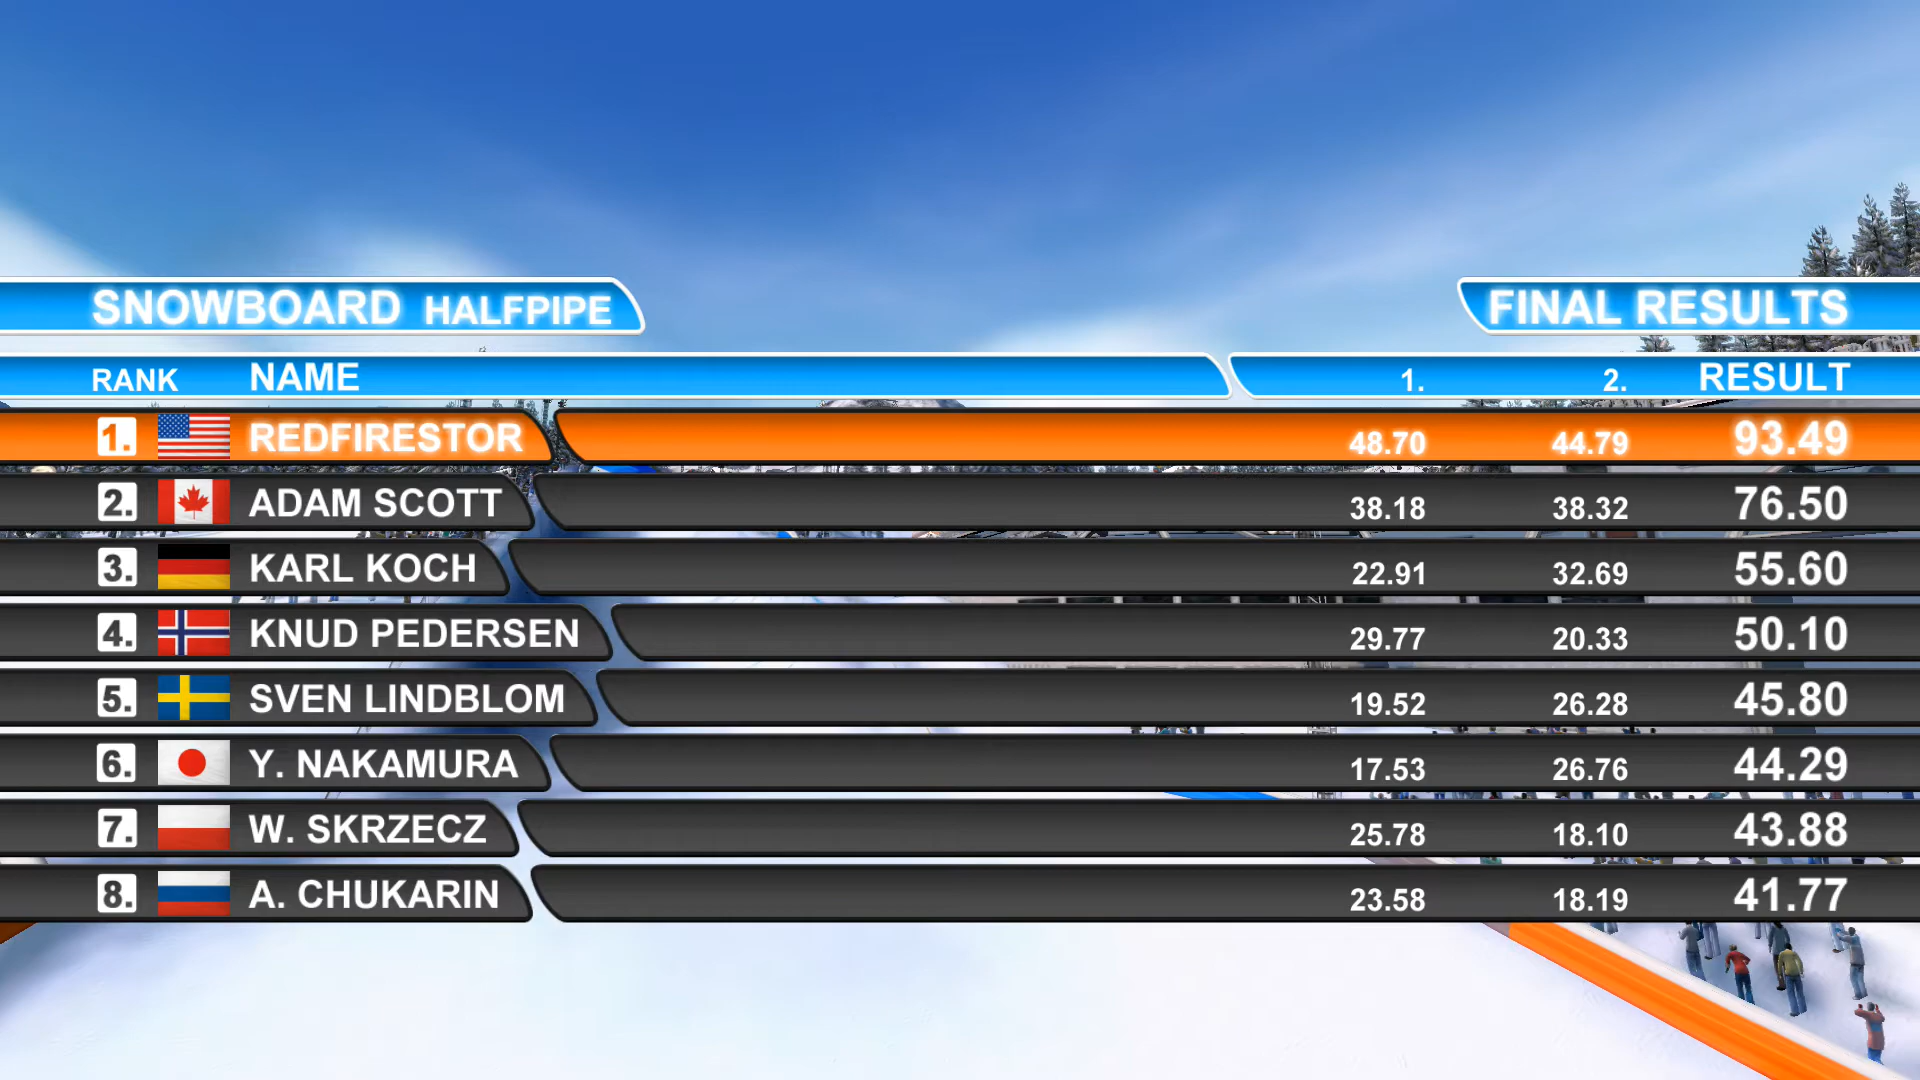 SNOWBOARD HALFPIPE FINAL RESULTS
RANK NAME 1. 2. RESULT
1. REDFIRESTOR 48.70 44.79 93.49
2. ADAM SCOTT 38.18 38.32 76.50
3. KARL KOCH 22.91 32.69 55.60
4. KNUD PEDERSEN 29.77 20.33 50.10
5. SVEN LINDBLOM 19.52 26.28 45.80
6. Y. NAKAMURA 17.53 26.76 44.29
7. W. SKRZECZ 25.78 18.10 43.88
8. A. CHUKARIN 23.58 18.19 41.77